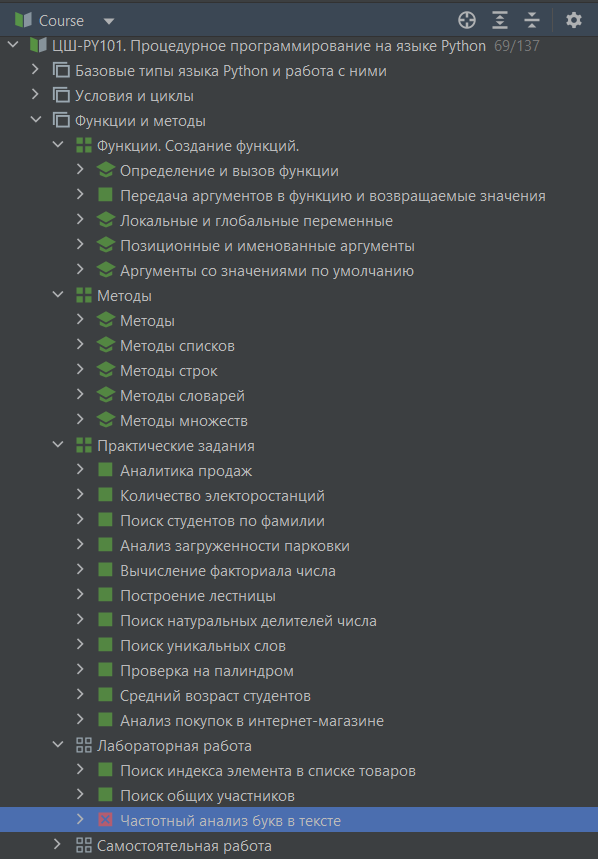 Course
ЦШ-PY101. Процедурное программирование на языке Python 69/137
Базовые типы языка Python и работа с ними
Условия и циклы
Функции и методы
Функции. Создание функций.
Определение и вызов функции
Передача аргументов в функцию и возвращаемые значения
Локальные и глобальные переменные
Позиционные и именованные аргументы
Аргументы со значениями по умолчанию
Методы
Методы
Методы списков
Методы строк
Методы словарей
Методы множеств
Практические задания
Аналитика продаж
Количество электоростанций
Поиск студентов по фамилии
Анализ загруженности парковки
Вычисление факториала числа
Построение лестницы
Поиск натуральных делителей числа
Поиск уникальных слов
Проверка на палиндром
Средний возраст студентов
Анализ покупок в интернет-магазине
Лабораторная работа
Поиск индекса элемента в списке товаров
Поиск общих участников
Частотный анализ букв в тексте
Самостоятельная работа